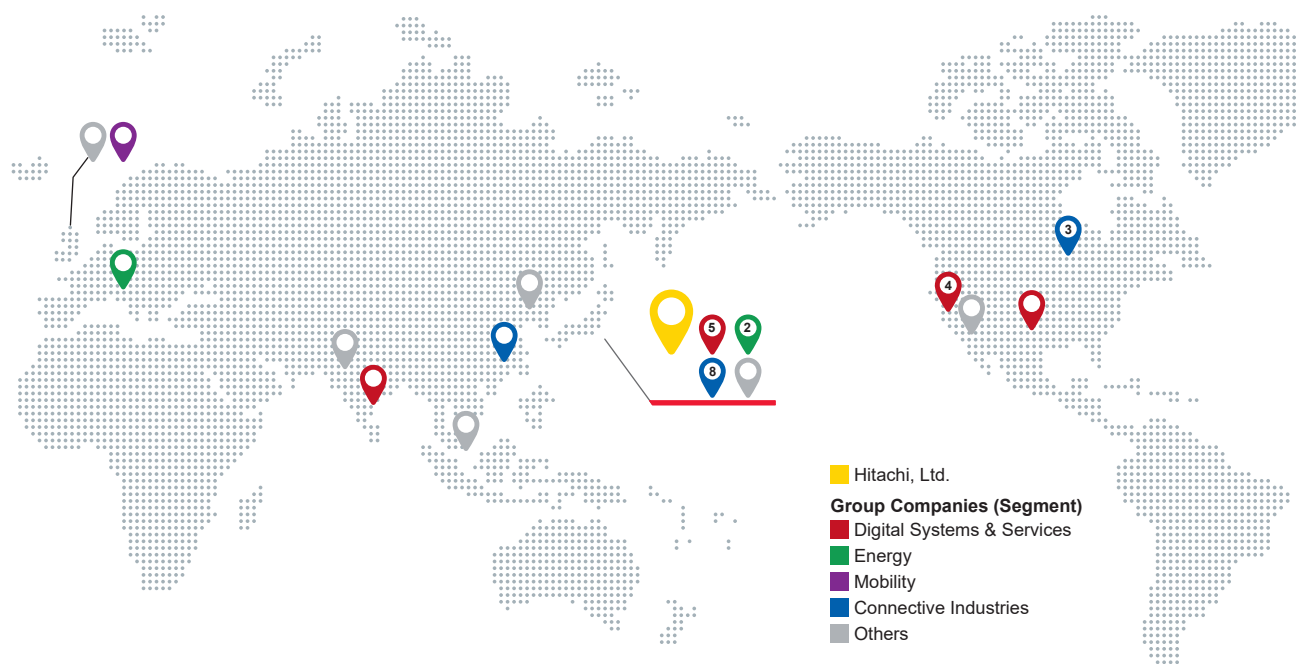 3
4
5
2
8
Hitachi, Ltd.
Group Companies (Segment)
Digital Systems & Services
Energy
Mobility
Connective Industries
Others